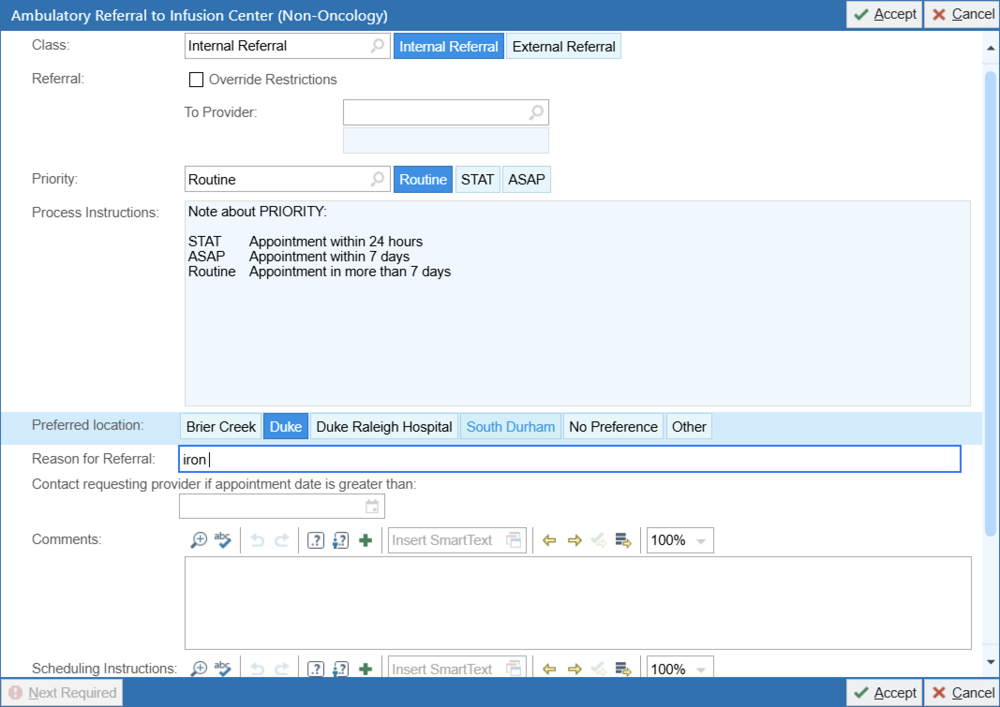 Ambulatory Referral to Infusion Center (Non-Oncology) Accept Cancel
Class: Internal Referral Internal Referral External Referral
Referral: Override Restrictions
To Provider:
Priority: Routine Routine STAT ASAP
Process Instructions: Note about PRIORITY:
STAT Appointment within 24 hours
ASAP Appointment within 7 days
Routine Appointment in more than 7 days
Preferred location: Brier Creek Duke Duke Raleigh Hospital South Durham No Preference Other
Reason for Referral: iron
Contact requesting provider if appointment date is greater than:
Comments: abc .? .? Insert SmartText 100%
Scheduling Instructions: abc .? .? Insert SmartText 100%
Next Required Accept Cancel